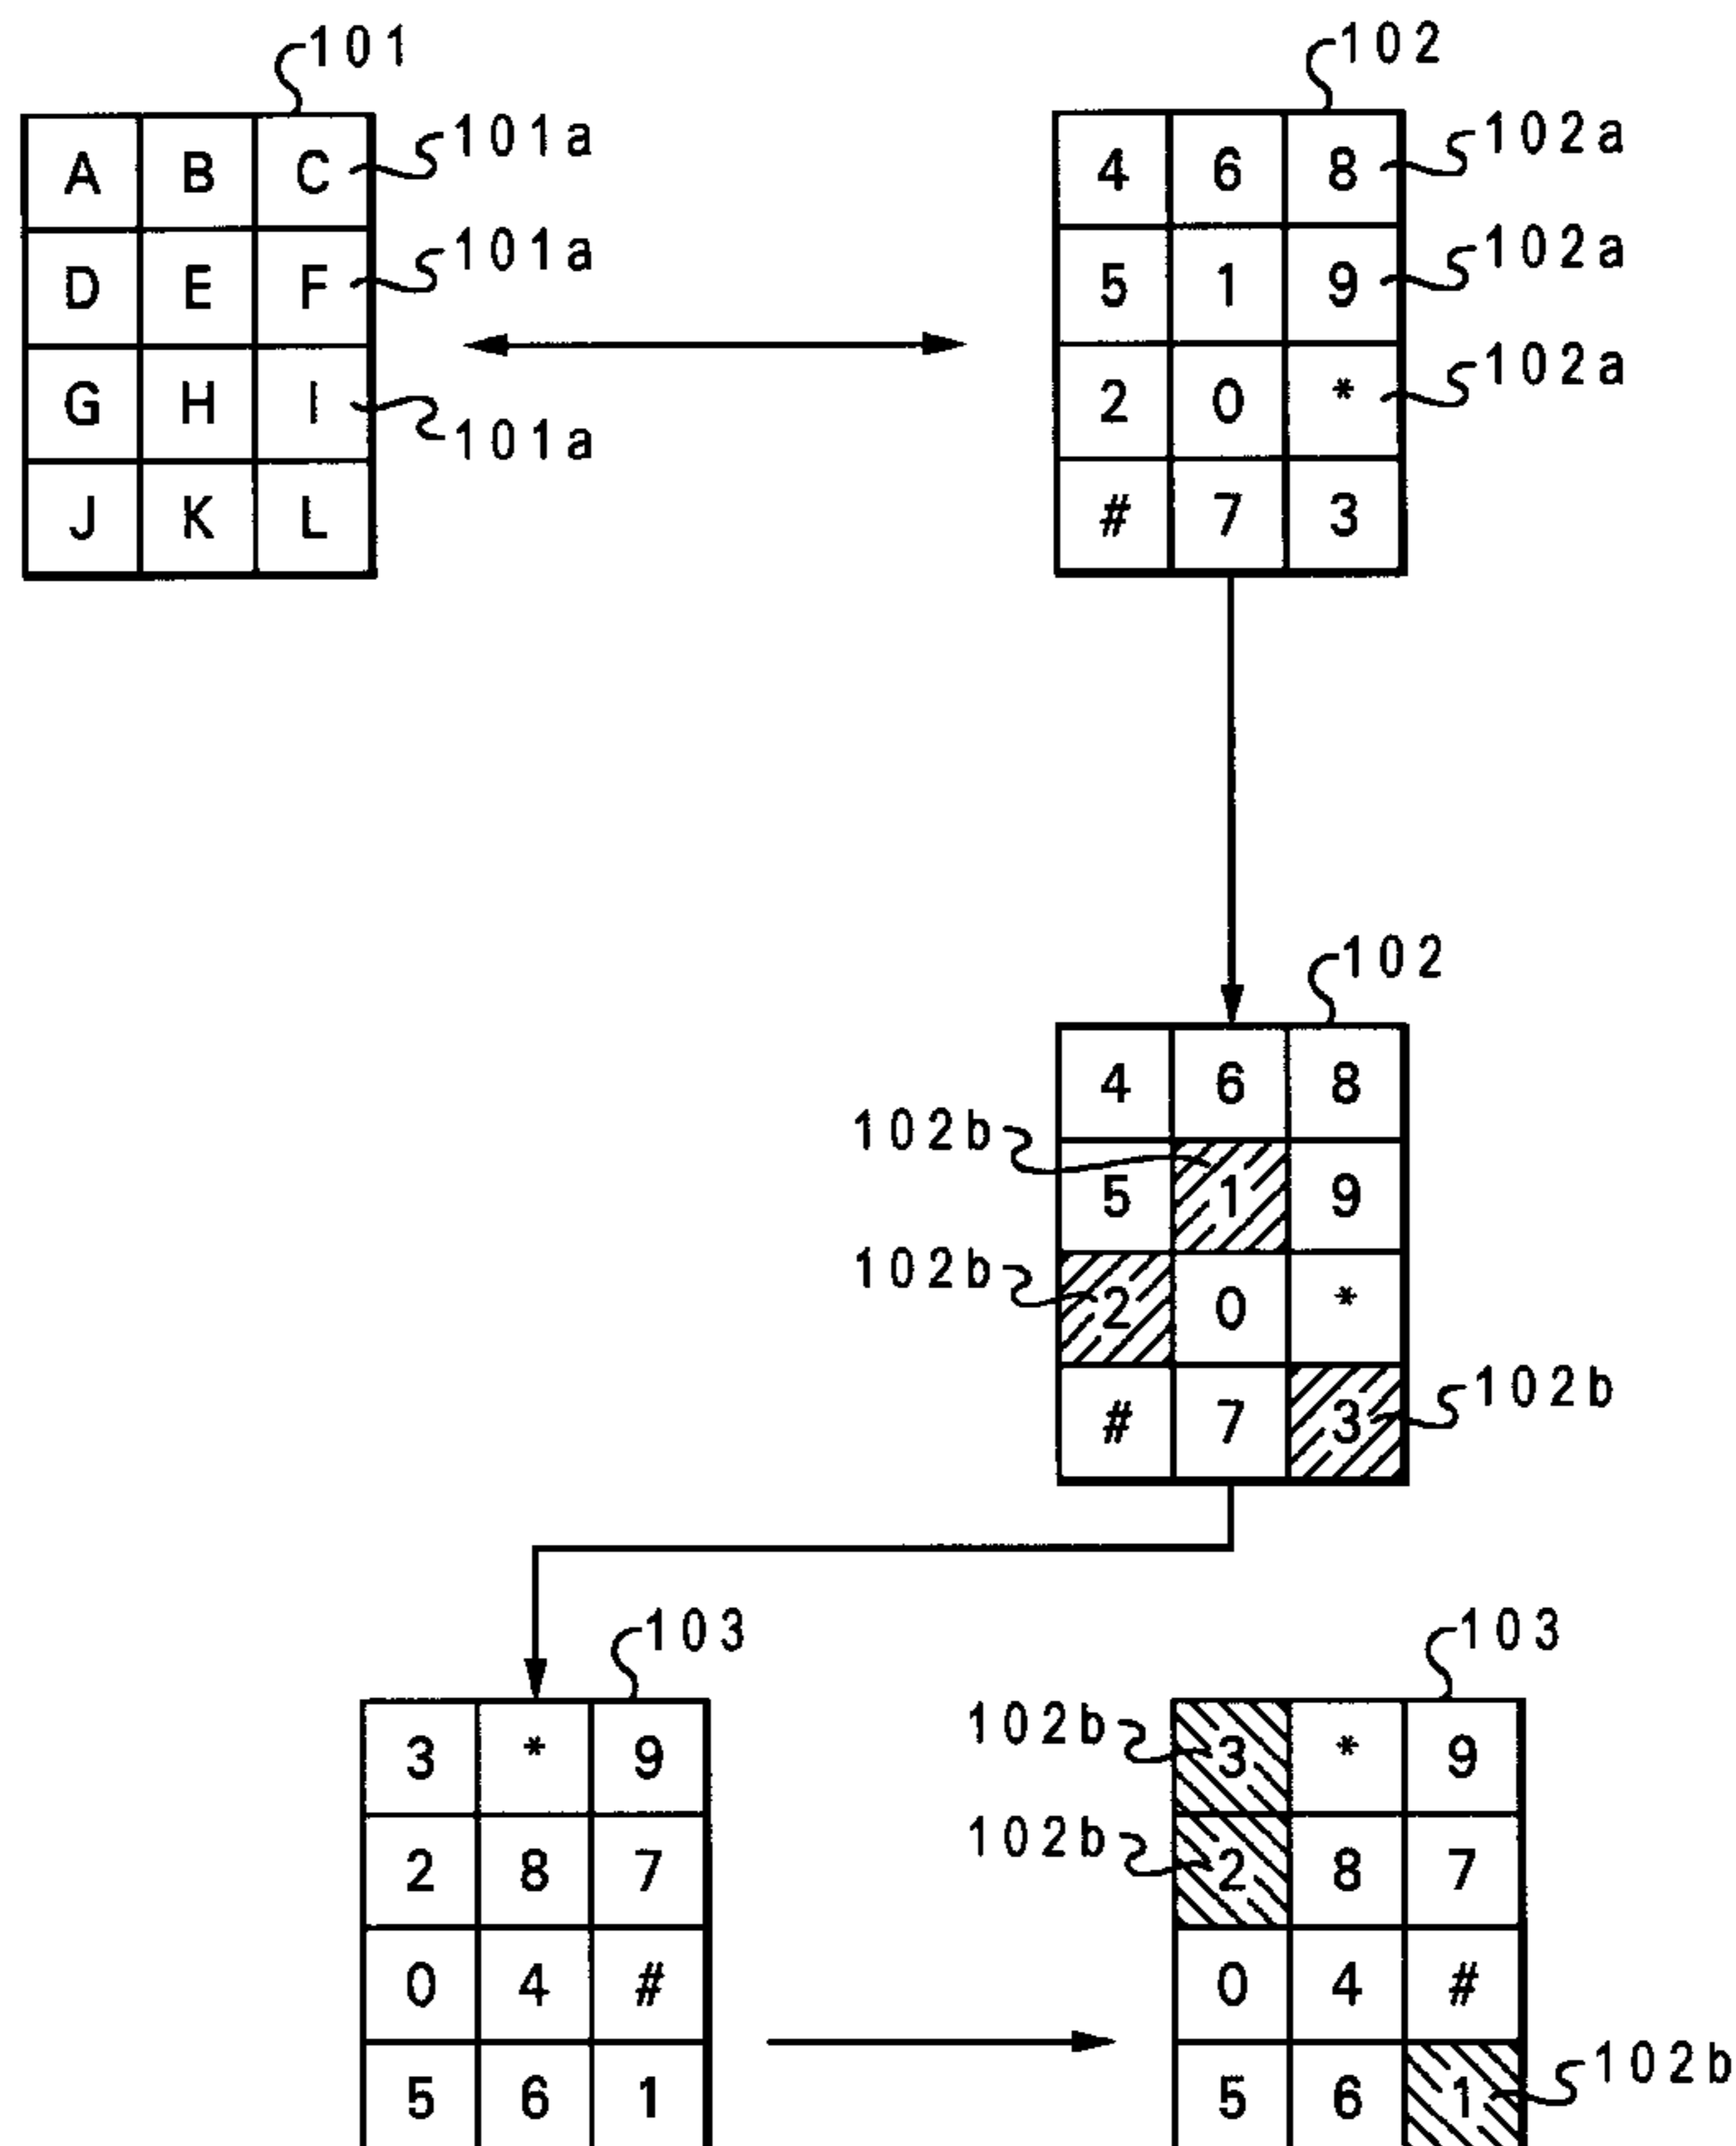 101
A B C 101a
D E F 101a
G H I 101a
J K L
102
4 6 8 102a
5 1 9 102a
2 0 * 102a
# 7 3
102
4 6 8
102b 5 1 9
102b 2 0 *
# 7 3 102b
103
3 * 9
2 8 7
0 4 #
5 6 1
103
102b 3 * 9
102b 2 8 7
0 4 #
5 6 1 102b